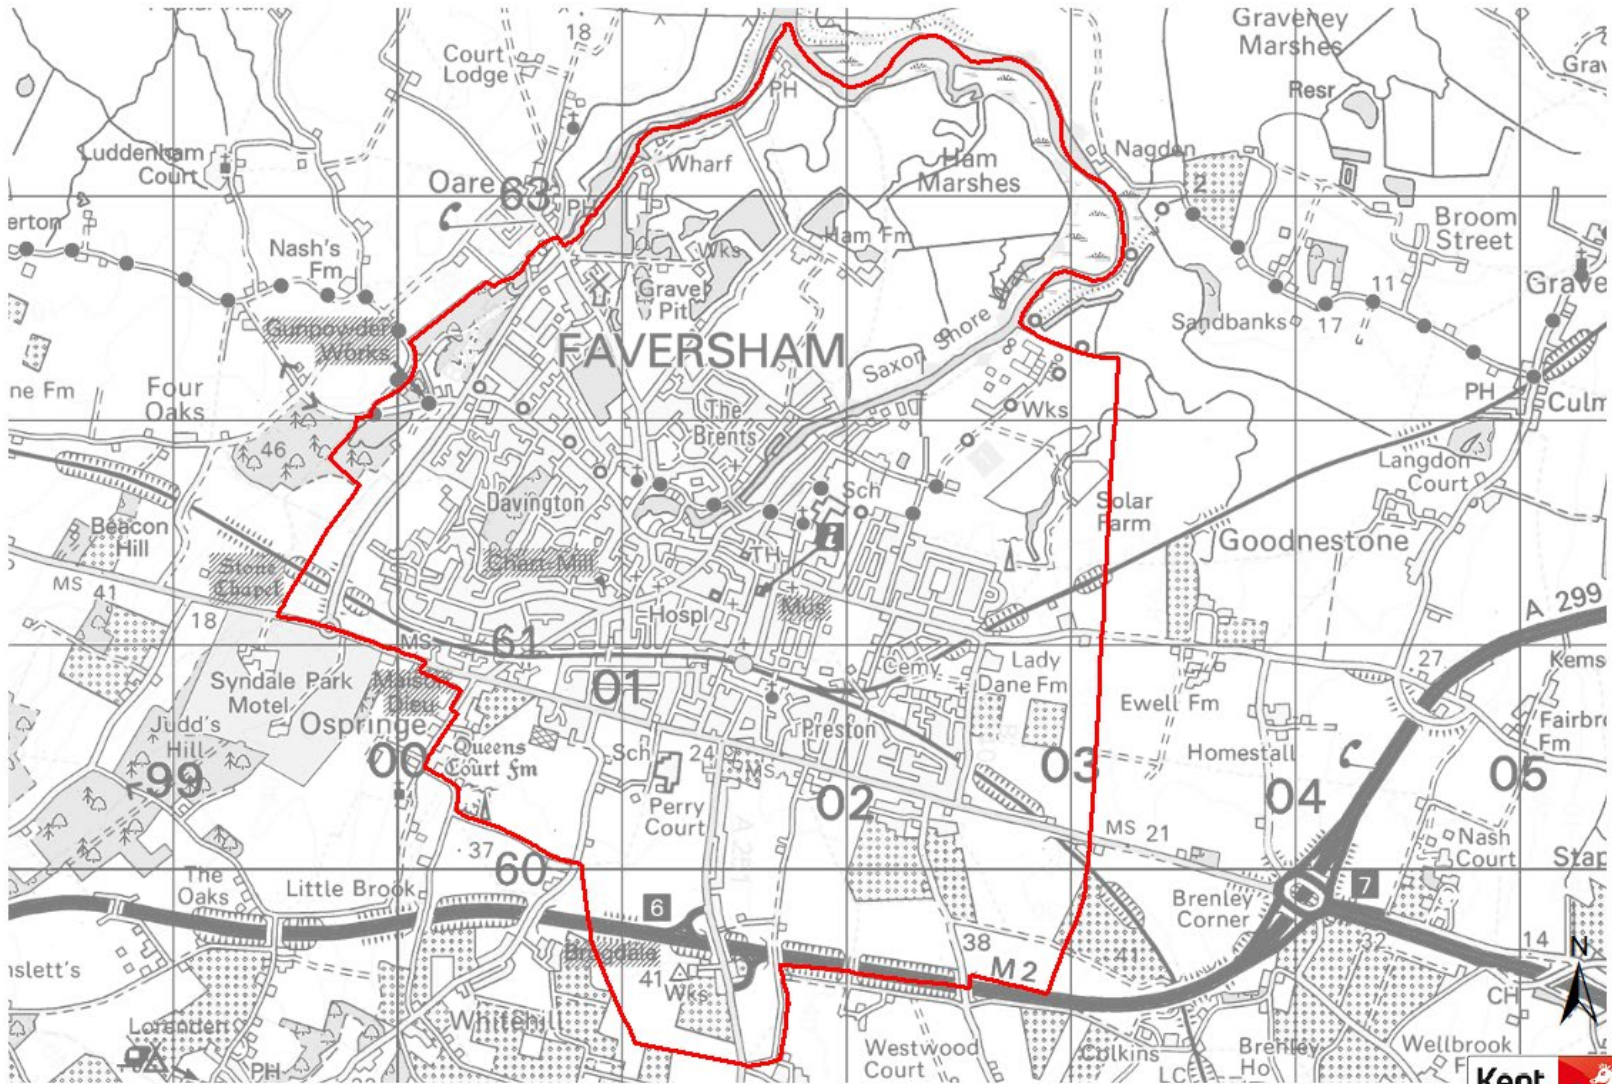 18
Graveney
Marshes
Court
Lodge
Grav
Resr
PH
Luddenham
Court
Wharf
Ham
Marshes
Nagden
Oare
63
PH
2
erton
Broom
Street
Nash's
Fm
Wks
Ham Fm
11
Grave
Gravel
Pit
Saxon Shore Way
Sandbanks
17
Gunpowder
Works
FAVERSHAM
8
ne Fm
Four
Oaks
PH
Culm
The
Brents
Wks
46
Langdon
Court
Davington
Sch
Solar
Farm
Beacon
Hill
i
Goodnestone
TH
Chart Mill
Stone
Chapel
MS
41
18
Hospl
Mus
A 299
MS
61
27
Kems
Cemy
Lady
Dane Fm
Syndale Park
Motel
Maison
Dieu
01
Ewell Fm
Judd's
Hill
Ospringe
Preston
Fairbro
Fm
Queens
Court Fm
Sch
24
MS
Homestall
99
00
03
05
02
04
Perry
Court
A 251
MS
21
37
60
Nash
Court
Stap
The
Oaks
Little Brook
7
6
Brenley
Corner
Brogdale
38
41
32
14
N
nslett's
M 2
41
Wks
CH
Lorenden
Whitehill
Westwood
Court
Colkins
Brenley
Ho
Wellbrook
F
PH
LC
Kent